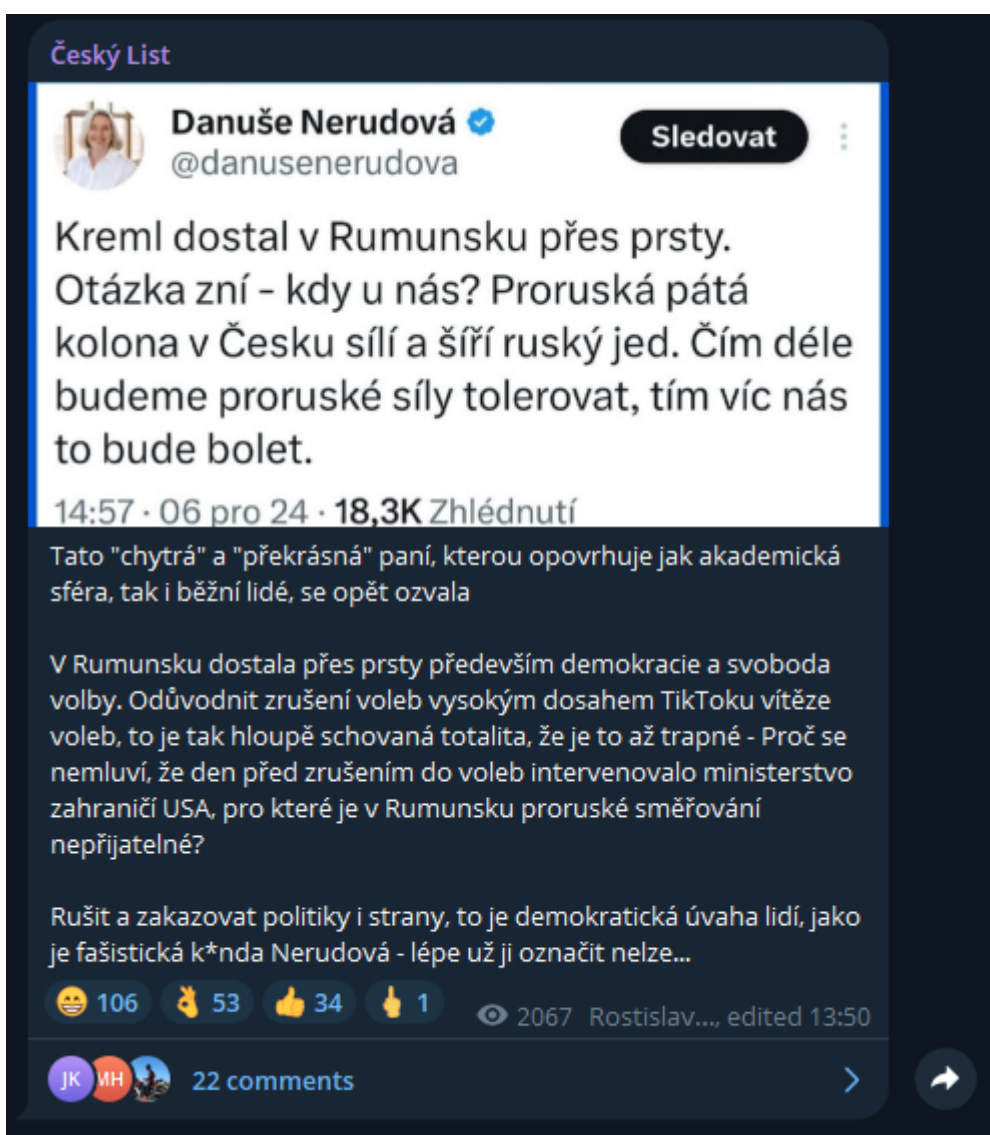 Český List
Danuše Nerudová
@danusenerudova
Sledovat
Kreml dostal v Rumunsku přes prsty.
Otázka zní - kdy u nás? Proruská pátá
kolona v Česku sílí a šíří ruský jed. Čím déle
budeme proruské síly tolerovat, tím víc nás
to bude bolet.
14:57 · 06 pro 24 · 18,3K Zhlédnutí
Tato "chytrá" a "překrásná" paní, kterou opovrhuje jak akademická
sféra, tak i běžní lidé, se opět ozvala
V Rumunsku dostala přes prsty především demokracie a svoboda
volby. Odůvodnit zrušení voleb vysokým dosahem TikToku vítěze
voleb, to je tak hloupě schovaná totalita, že je to až trapné - Proč se
nemluví, že den před zrušením do voleb intervenovalo ministerstvo
zahraničí USA, pro které je v Rumunsku proruské směřování
nepřijatelné?
Rušit a zakazovat politiky i strany, to je demokratická úvaha lidí, jako
je fašistická k*nda Nerudová - lépe už ji označit nelze...
106 53 34 1
2067 Rostislav..., edited 13:50
JK MH 22 comments